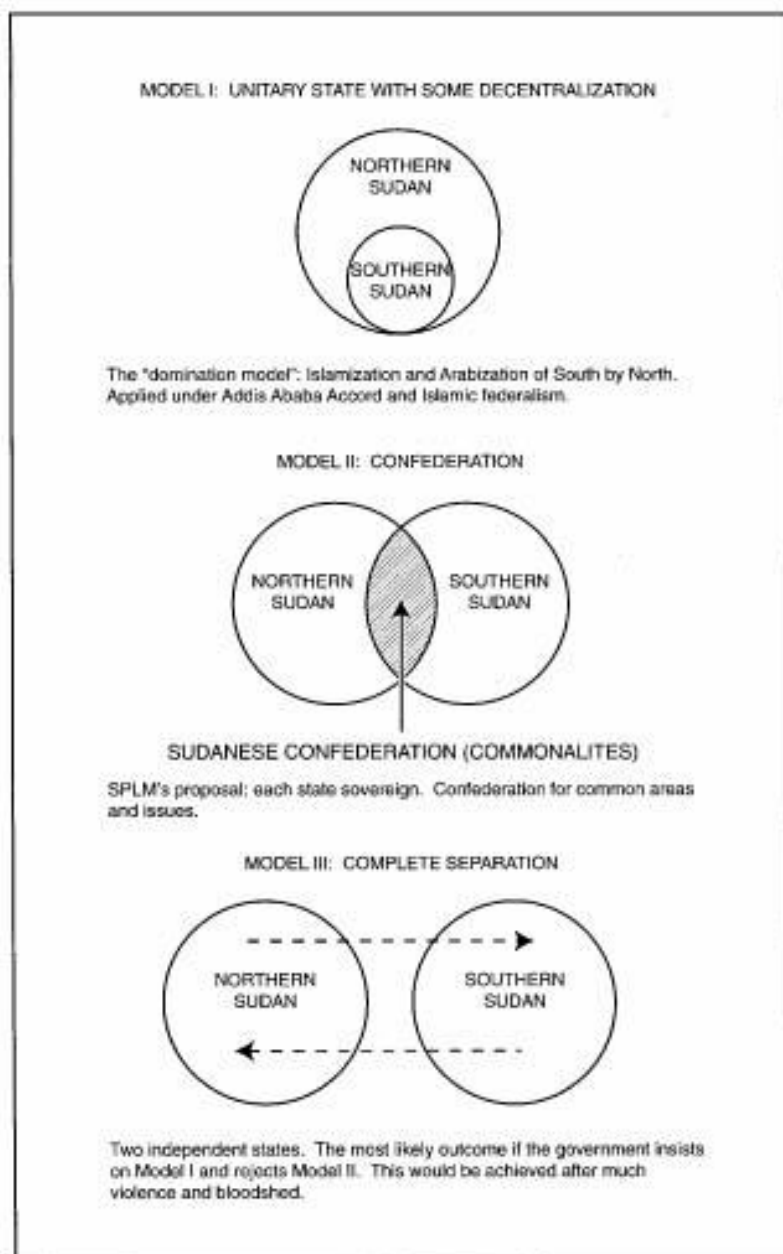 MODEL I: UNITARY STATE WITH SOME DECENTRALIZATION
NORTHERN
SUDAN
SOUTHERN
SUDAN
The "domination model": Islamization and Arabization of South by North.
Applied under Addis Ababa Accord and Islamic federalism.
MODEL II: CONFEDERATION
NORTHERN
SUDAN
SOUTHERN
SUDAN
SUDANESE CONFEDERATION (COMMONALITES)
SPLM's proposal: each state sovereign. Confederation for common areas
and issues.
MODEL III: COMPLETE SEPARATION
NORTHERN
SUDAN
SOUTHERN
SUDAN
Two independent states. The most likely outcome if the government insists
on Model I and rejects Model II. This would be achieved after much
violence and bloodshed.